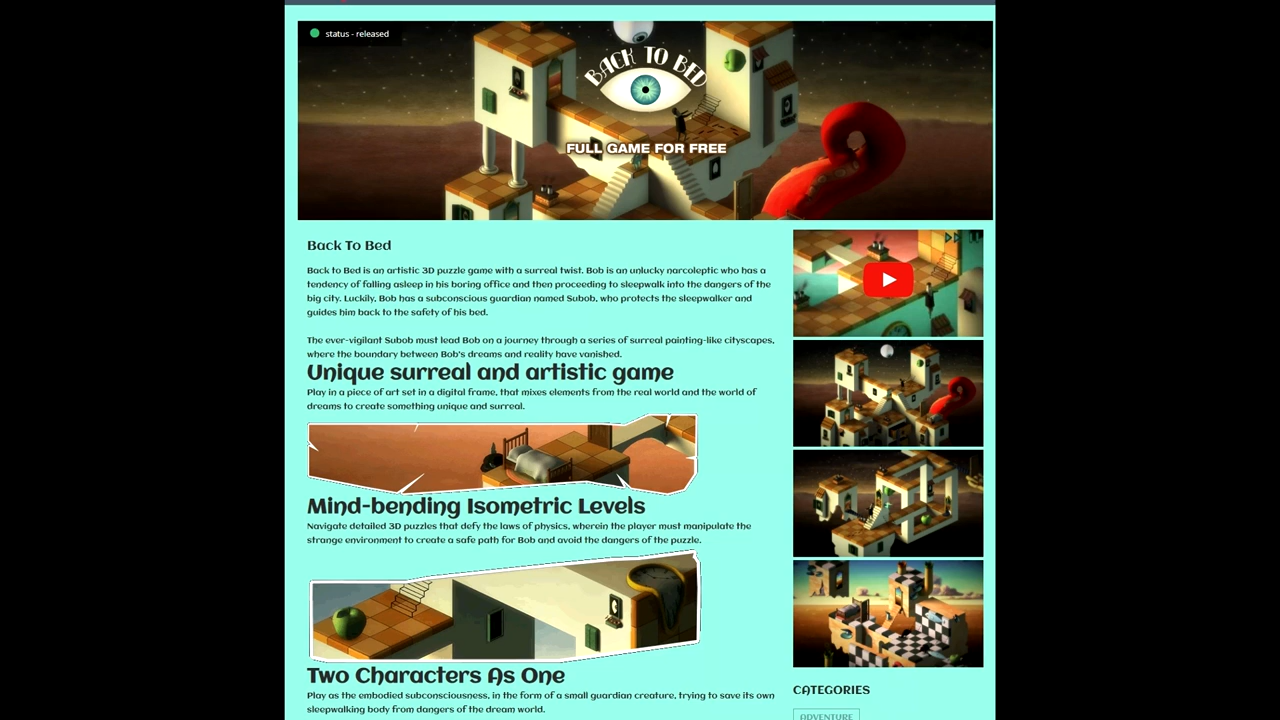 status - released
BACK TO BED
FULL GAME FOR FREE
Back To Bed
Back to Bed is an artistic 3D puzzle game with a surreal twist. Bob is an unlucky narcoleptic who has a
tendency of falling asleep in his boring office and then proceeding to sleepwalk into the dangers of the
big city. Luckily, Bob has a subconscious guardian named Subob, who protects the sleepwalker and
guides him back to the safety of his bed.
The ever-vigilant Subob must lead Bob on a journey through a series of surreal painting-like cityscapes,
where the boundary between Bob's dreams and reality have vanished.
Unique surreal and artistic game
Play in a piece of art set in a digital frame, that mixes elements from the real world and the world of
dreams to create something unique and surreal.
Mind-bending Isometric Levels
Navigate detailed 3D puzzles that defy the laws of physics, wherein the player must manipulate the
strange environment to create a safe path for Bob and avoid the dangers of the puzzle.
Two Characters As One
Play as the embodied subconsciousness, in the form of a small guardian creature, trying to save its own
sleepwalking body from dangers of the dream world.
CATEGORIES
ADVENTURE